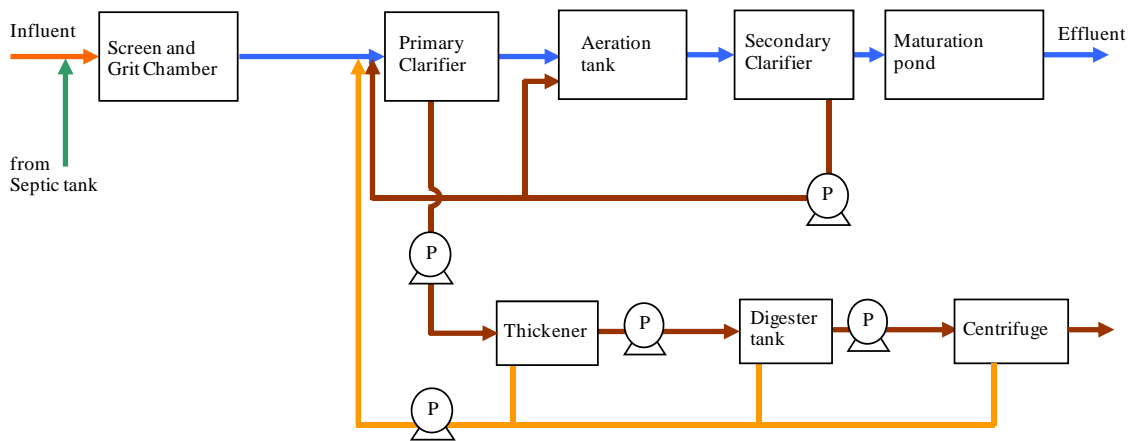 Influent
Screen and
Grit Chamber
Primary
Clarifier
Aeration
tank
Secondary
Clarifier
Maturation
pond
Effluent
from
Septic tank
P
P
Thickener
P
Digester
tank
P
Centrifuge
P